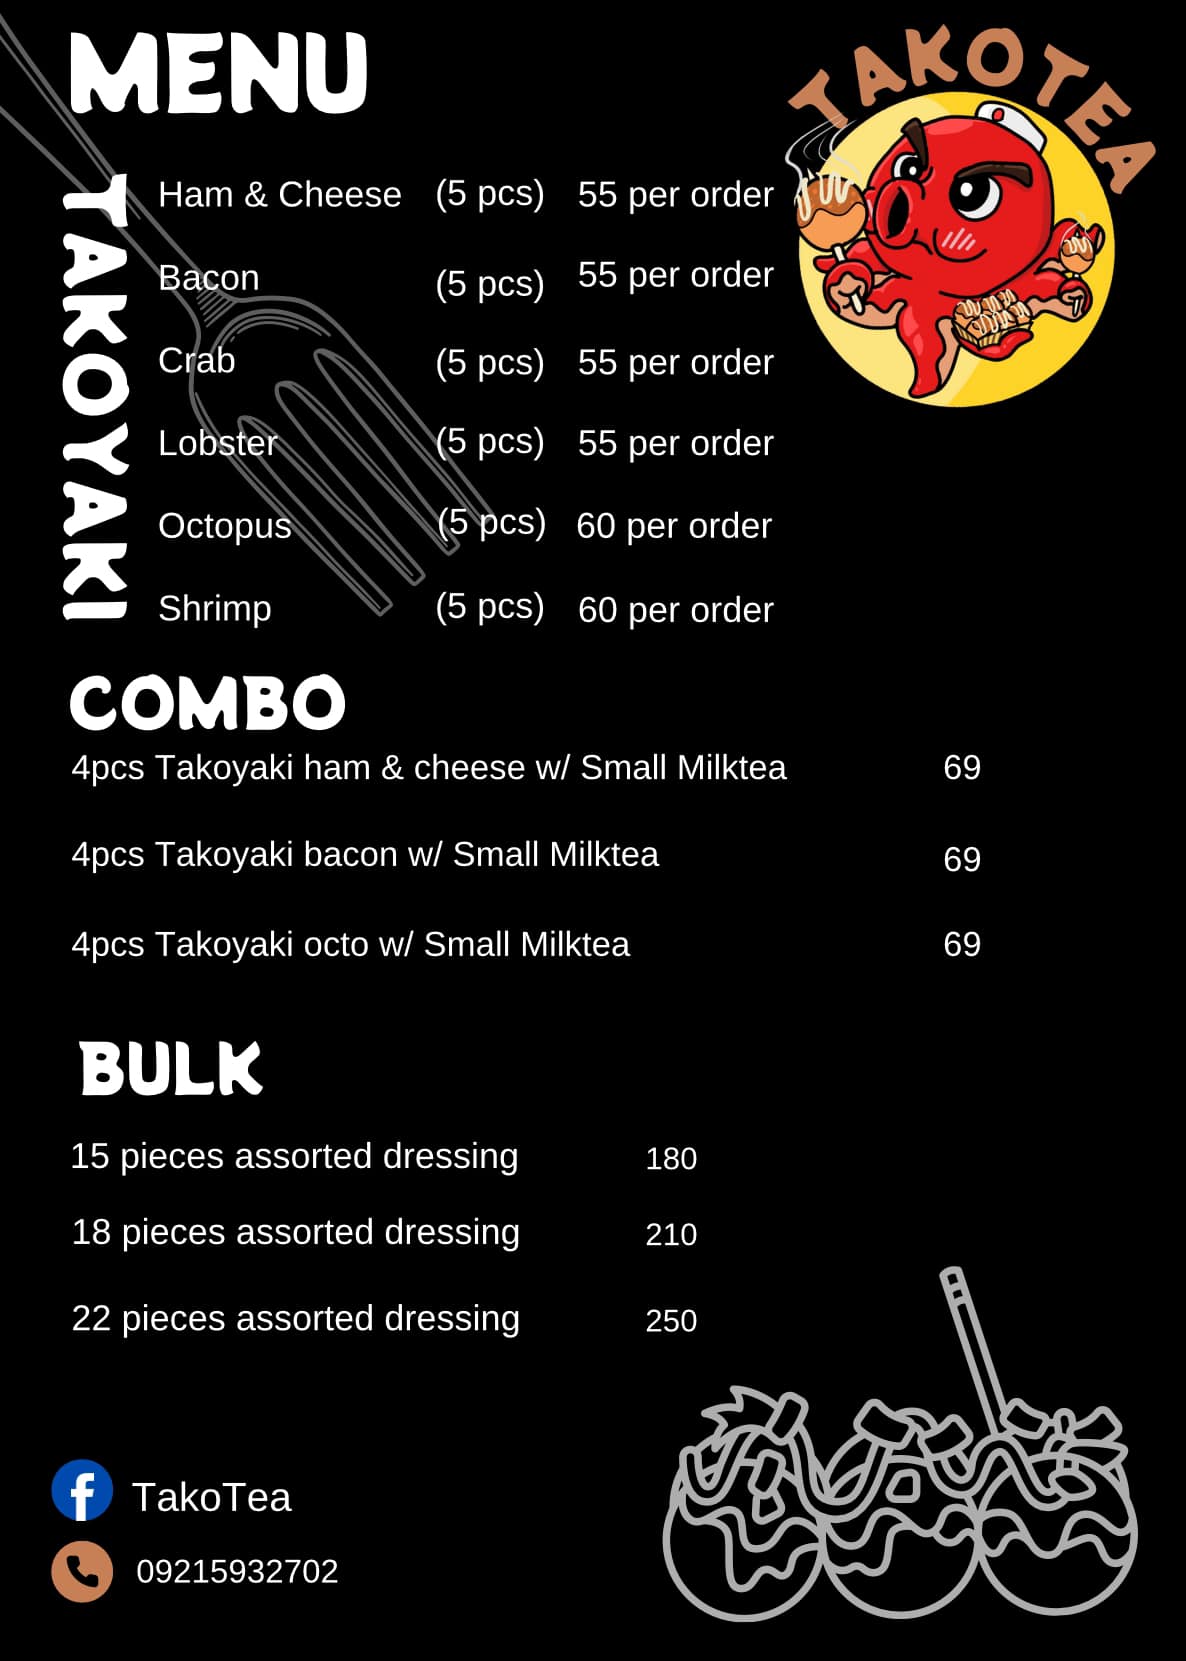 MENU
TAKOTEA
TAKOYAKI
Ham & Cheese (5 pcs) 55 per order
Bacon (5 pcs) 55 per order
Crab (5 pcs) 55 per order
Lobster (5 pcs) 55 per order
Octopus (5 pcs) 60 per order
Shrimp (5 pcs) 60 per order
COMBO
4pcs Takoyaki ham & cheese w/ Small Milktea 69
4pcs Takoyaki bacon w/ Small Milktea 69
4pcs Takoyaki octo w/ Small Milktea 69
BULK
15 pieces assorted dressing 180
18 pieces assorted dressing 210
22 pieces assorted dressing 250
TakoTea
09215932702